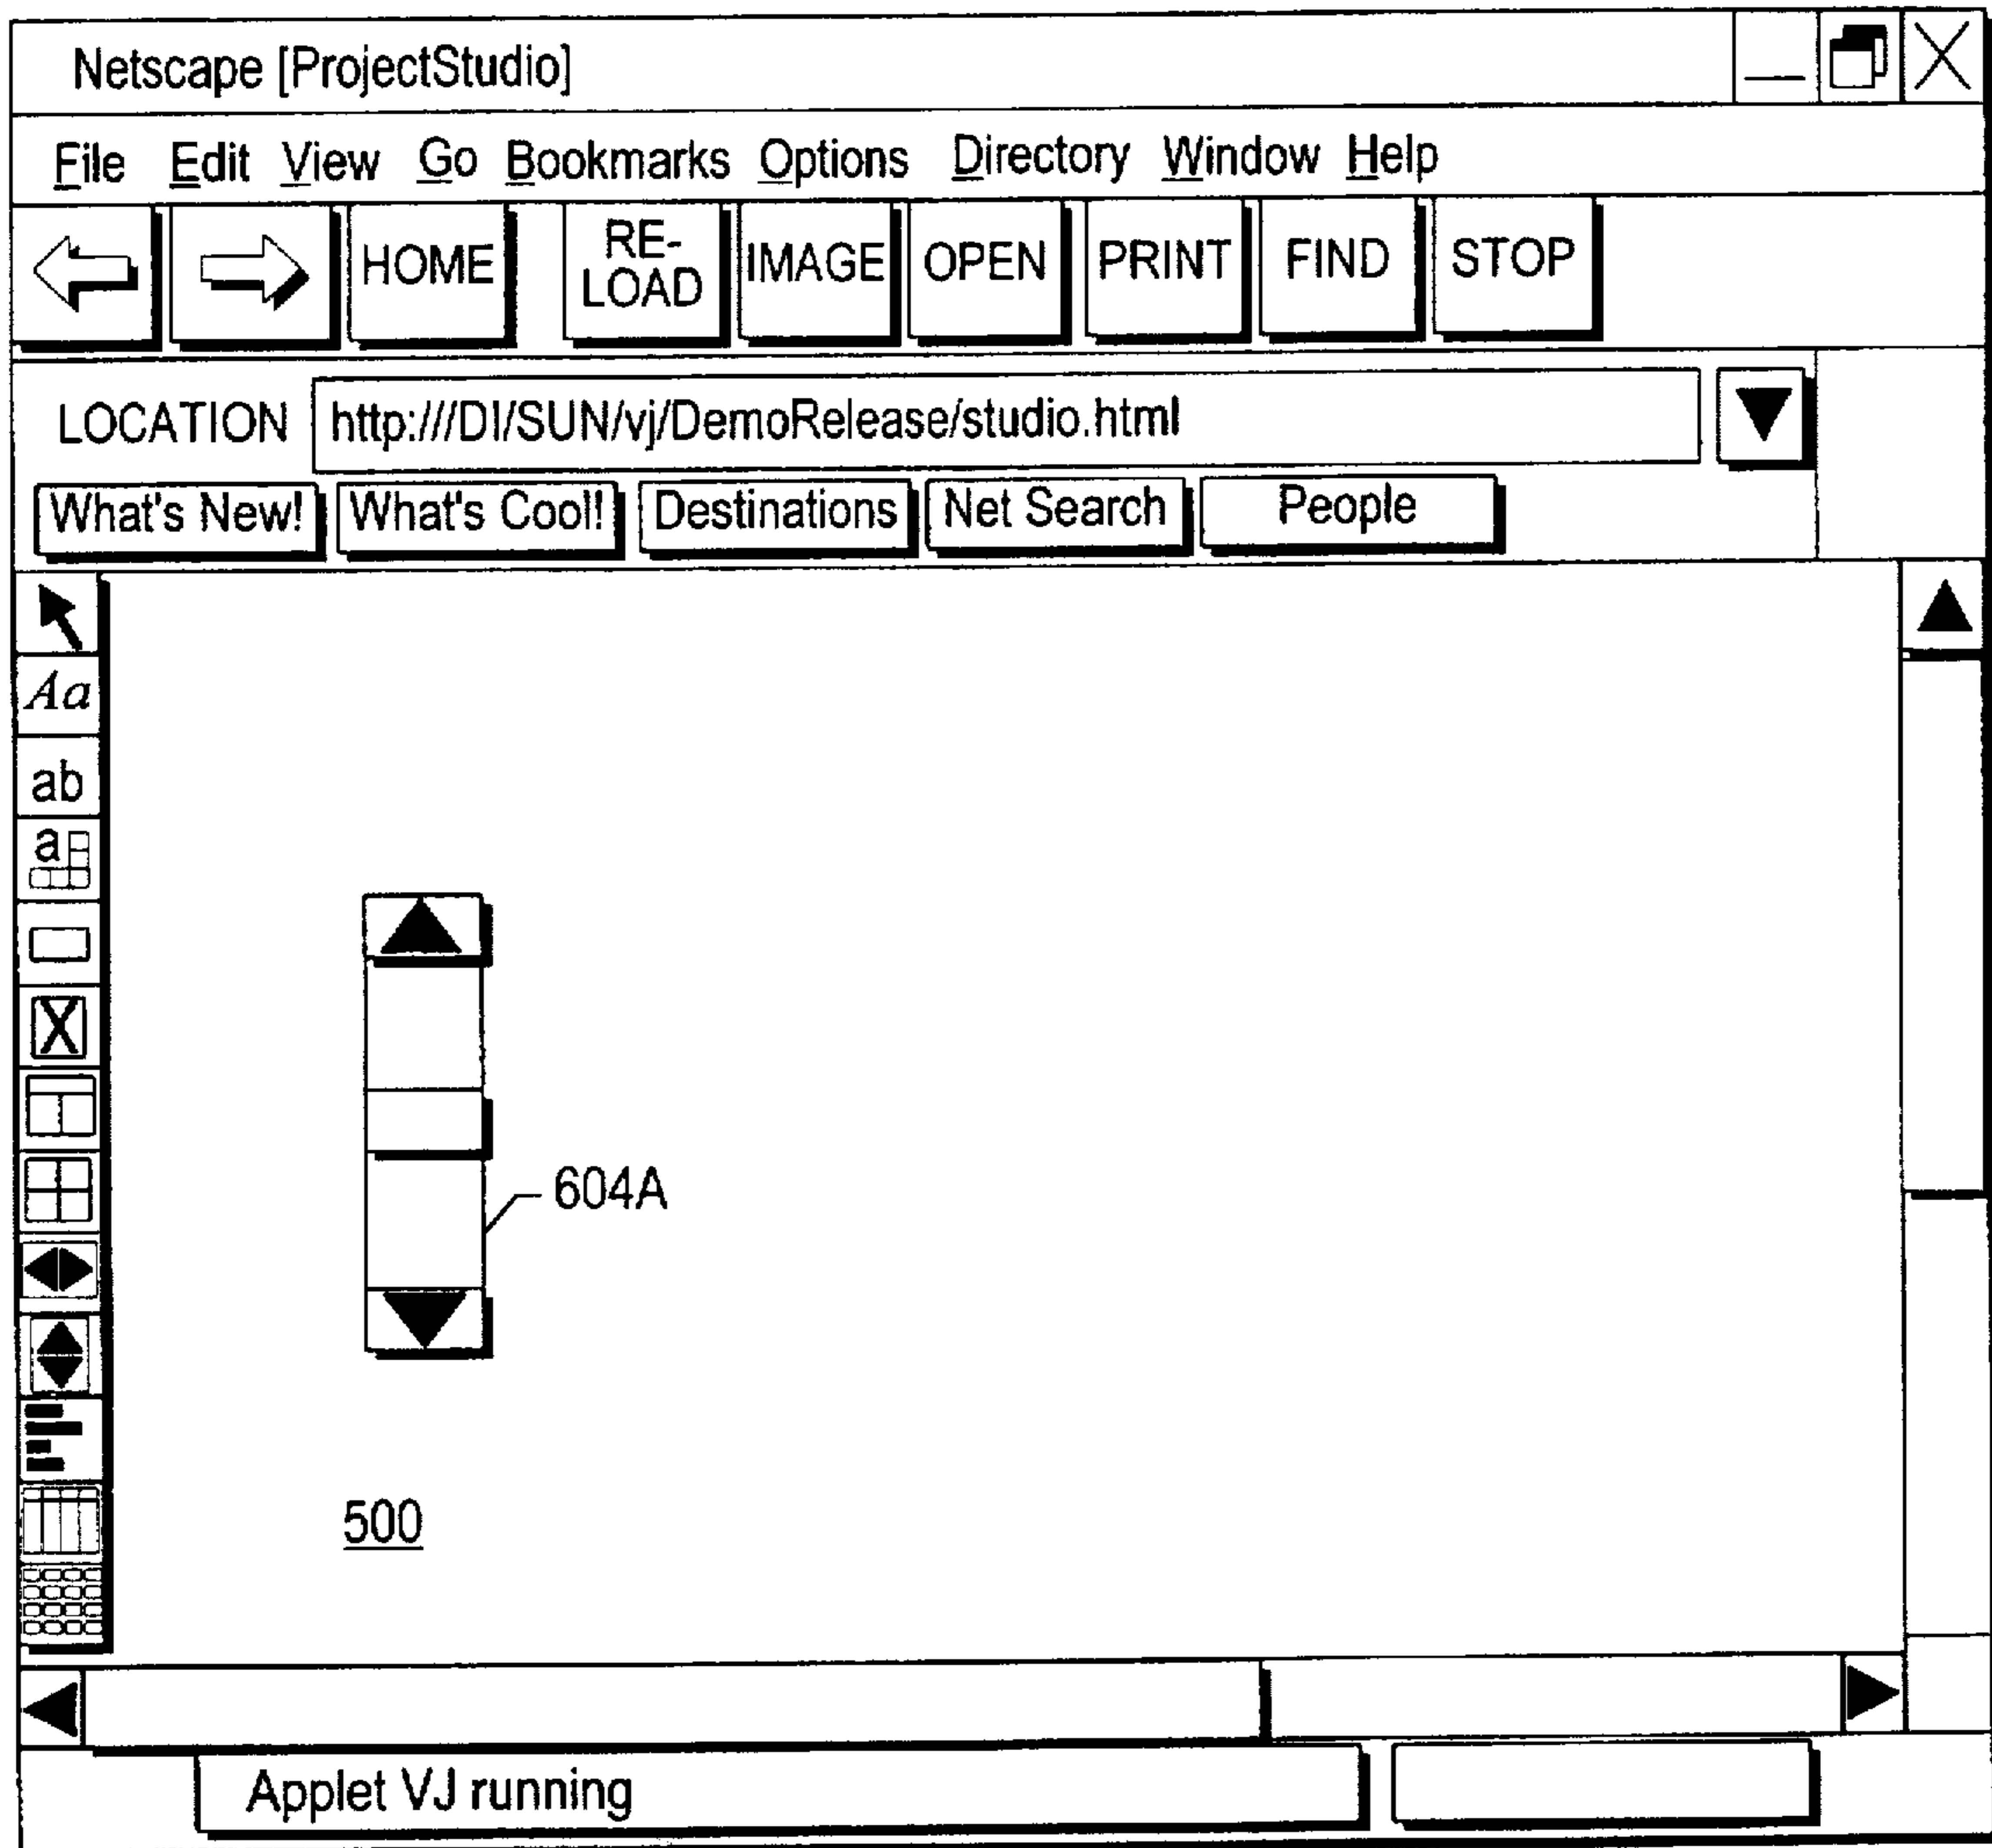 Netscape [ProjectStudio]
File Edit View Go Bookmarks Options Directory Window Help
HOME RE-
LOAD IMAGE OPEN PRINT FIND STOP
LOCATION http:///DI/SUN/vj/DemoRelease/studio.html
What's New! What's Cool! Destinations Net Search People
Aa
ab
a
X
604A
500
Applet VJ running